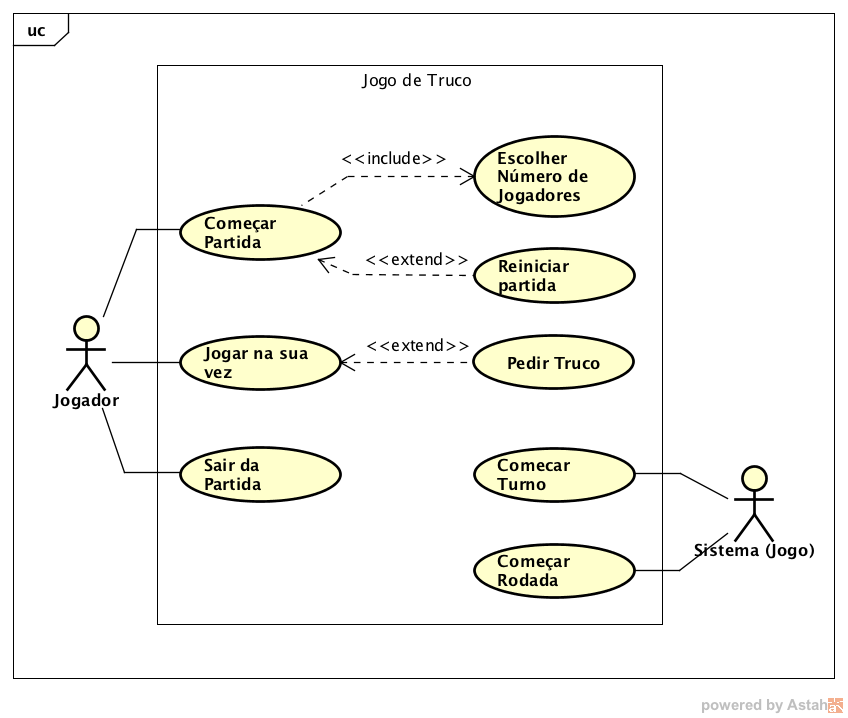 uc
Jogo de Truco
<<include>>
Escolher
Número de
Jogadores
Começar
Partida
<<extend>>
Reiniciar
partida
Jogar na sua
vez
<<extend>>
Pedir Truco
Jogador
Sair da
Partida
Comecar
Turno
Sistema (Jogo)
Começar
Rodada
powered by Astah